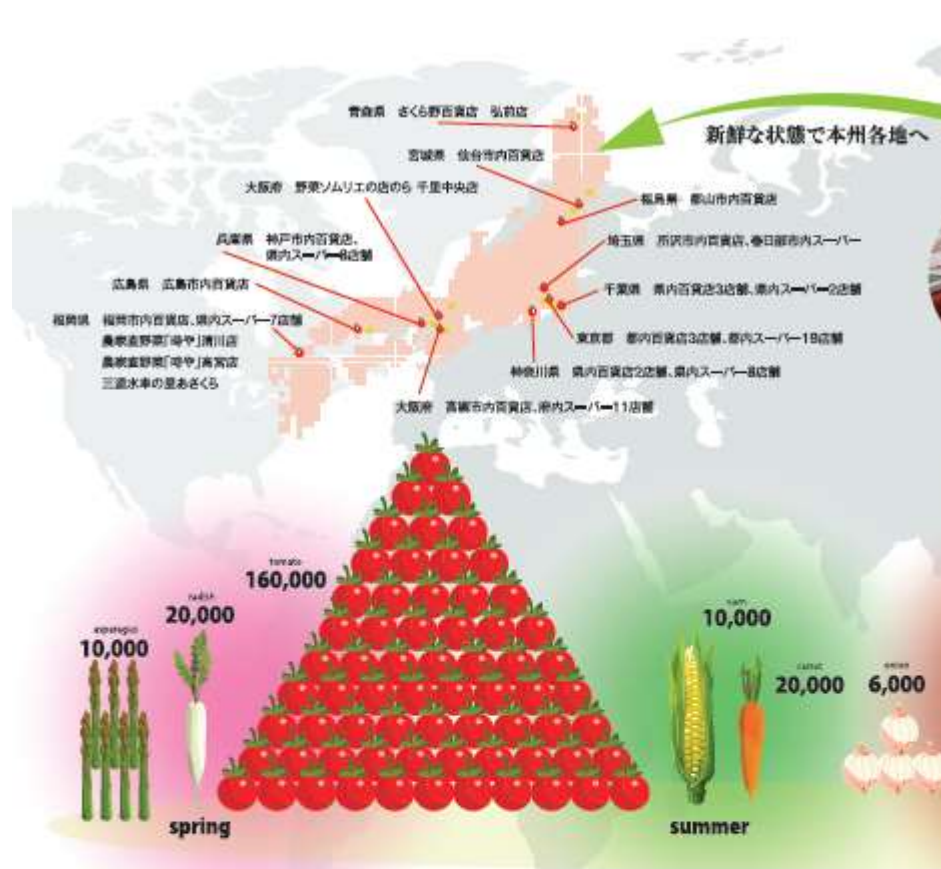 青森県 さくら野百貨店 弘前店
新鮮な状態で本州各地へ
宮城県 仙台市内百貨店
大阪府 野菜ソムリエの店のら 千里中央店
福島県 郡山市内百貨店
兵庫県 神戸市内百貨店、
県内スーパー8店舗
埼玉県 所沢市内百貨店、春日部市内スーパー
広島県 広島市内百貨店
千葉県 県内百貨店3店舗、県内スーパー2店舗
福岡県 福岡市内百貨店、県内スーパー7店舗
農家直野菜「時や」清川店
農家直野菜「時や」高宮店
三連水車の里あさくら
東京都 都内百貨店3店舗、都内スーパー19店舗
神奈川県 県内百貨店2店舗、県内スーパー8店舗
大阪府 高槻市内百貨店、府内スーパー11店舗
tomato
160,000
radish
20,000
asparagus
10,000
corn
10,000
carrot
20,000
onion
6,000
spring
summer